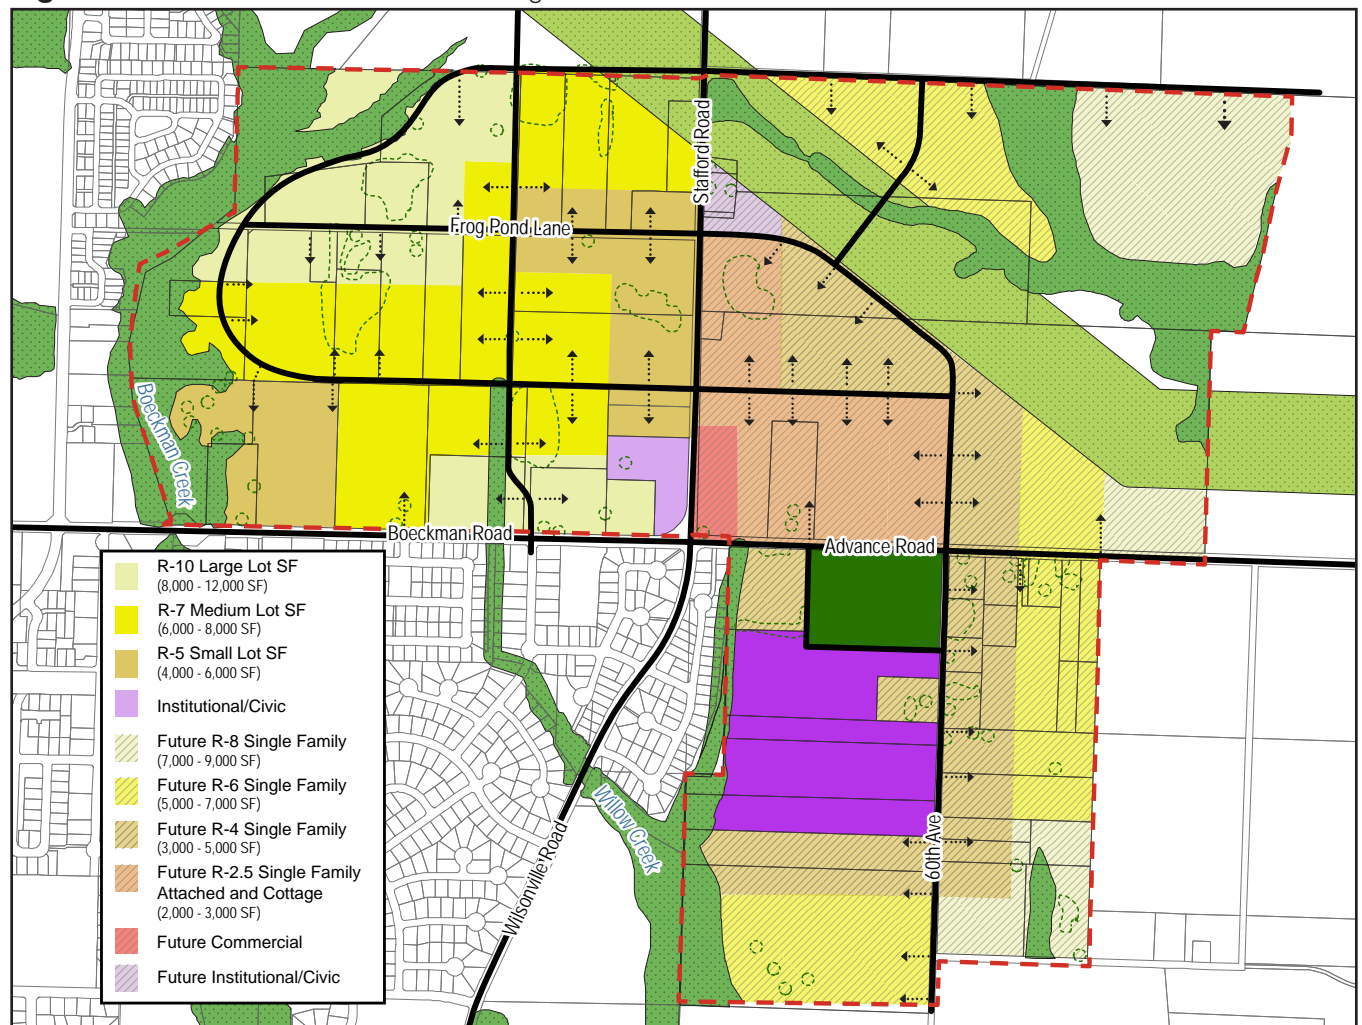 Stafford Road
Frog Pond Lane
Boeckman Creek
Boeckman Road
Advance Road
R-10 Large Lot SF
(8,000 - 12,000 SF)
R-7 Medium Lot SF
(6,000 - 8,000 SF)
R-5 Small Lot SF
(4,000 - 6,000 SF)
Institutional/Civic
Future R-8 Single Family
(7,000 - 9,000 SF)
Future R-6 Single Family
(5,000 - 7,000 SF)
Future R-4 Single Family
(3,000 - 5,000 SF)
Future R-2.5 Single Family
Attached and Cottage
(2,000 - 3,000 SF)
Future Commercial
Future Institutional/Civic
Willow Creek
Wilsonville Road
60th Ave